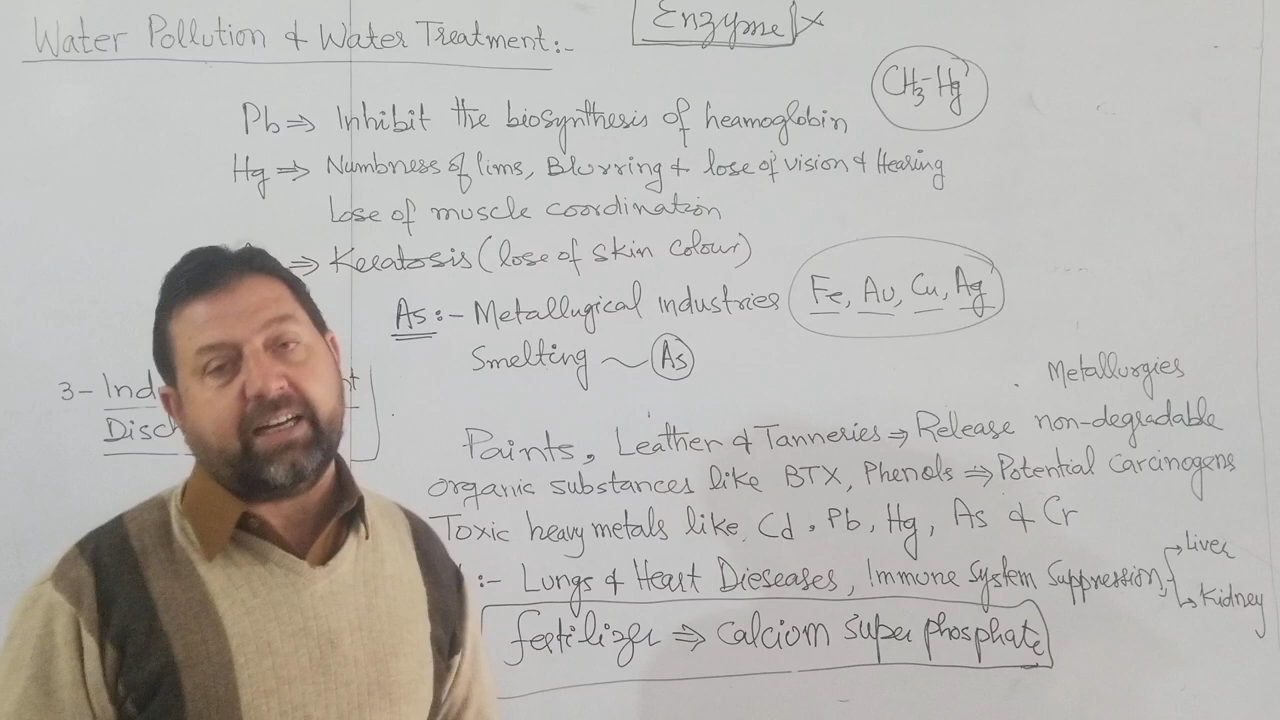 Water Pollution & Water Treatment:-
Enzyme
CH3-Hg
Pb ⇒ Inhibit the biosynthesis of heamoglobin
Hg ⇒ Numbness of lims, Blurring & lose of vision & Hearing
Lose of muscle coordination
⇒ Keratosis (lose of skin colour)
As :- Metallugical industries Fe, Au, Cu, Ag
Smelting As
Metallurgies
3- Ind
Disc
Paints, Leather & Tanneries ⇒ Release non-degradable
organic substances like BTX, Phenols ⇒ Potential Carcinogens
Toxic heavy metals like Cd, Pb, Hg, As & Cr
:- Lungs & Heart Dieseases, Immune System Suppression, → Liver
→ Kidney
fertilizer ⇒ Calciom super phosphate